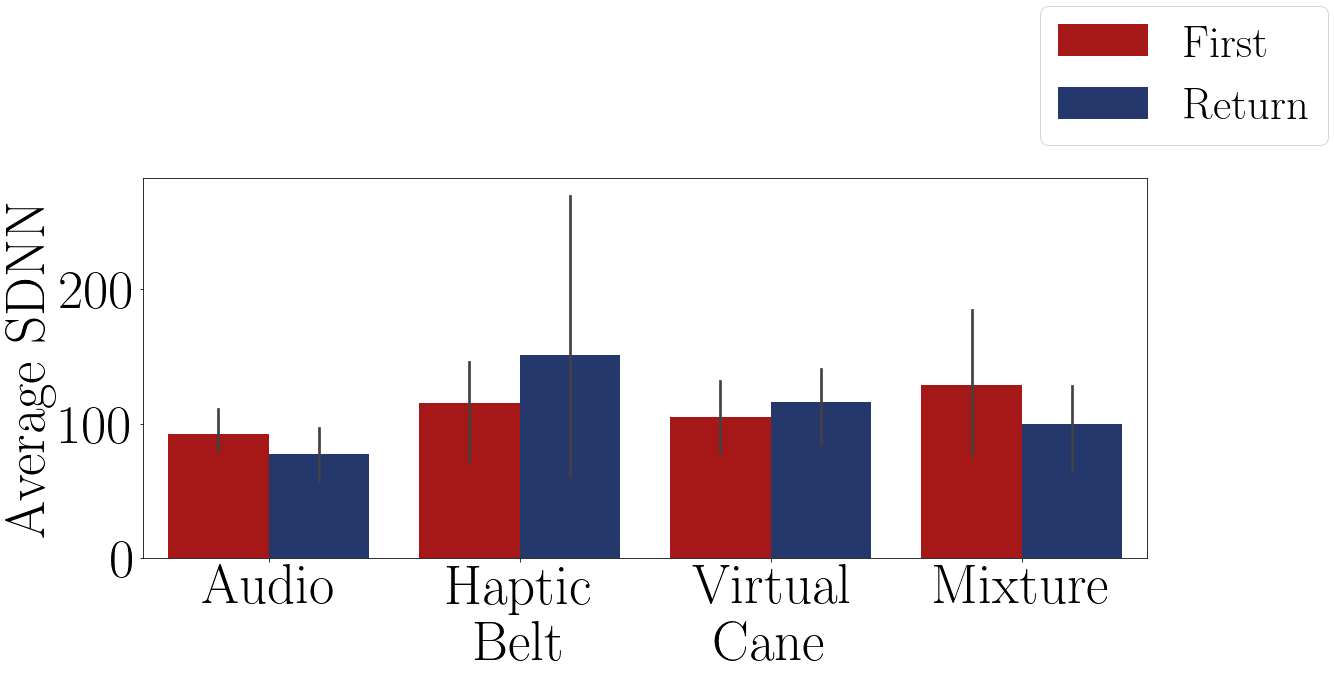 First
Return
Average SDNN
200
100
0
Audio
Haptic
Belt
Virtual
Cane
Mixture